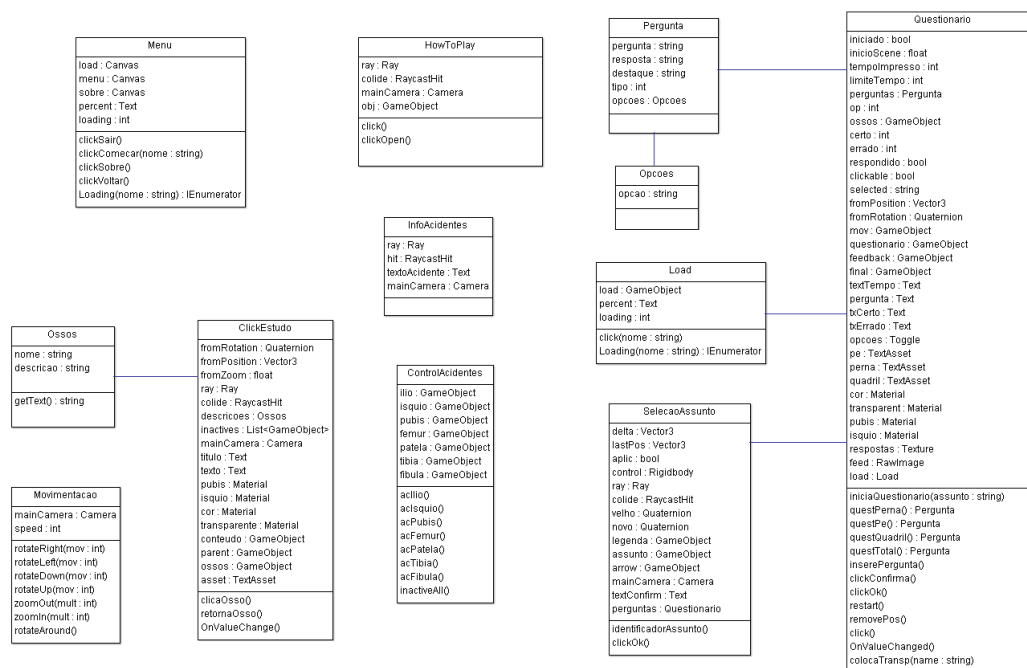 Menu
load : Canvas
menu : Canvas
sobre : Canvas
percent : Text
loading : int
clickSair()
clickComecar(nome : string)
clickSobre()
clickVoltar()
Loading(nome : string) : IEnumerator
HowToPlay
ray : Ray
colide : RaycastHit
mainCamera : Camera
obj : GameObject
click()
clickOpen()
Pergunta
pergunta : string
resposta : string
destaque : string
tipo : int
opcoes : Opcoes
Opcoes
opcao : string
InfoAcidentes
ray : Ray
hit : RaycastHit
textoAcidente : Text
mainCamera : Camera
Load
load : GameObject
percent : Text
loading : int
click(nome : string)
Loading(nome : string) : IEnumerator
Ossos
nome : string
descricao : string
getText() : string
ClickEstudo
fromRotation : Quaternion
fromPosition : Vector3
fromZoom : float
ray : Ray
colide : RaycastHit
descricoes : Ossos
inactives : List<GameObject>
mainCamera : Camera
titulo : Text
texto : Text
pubis : Material
isquio : Material
cor : Material
transparente : Material
conteudo : GameObject
parent : GameObject
ossos : GameObject
asset : TextAsset
clicaOsso()
retornaOsso()
OnValueChange()
ControlAcidentes
ilio : GameObject
isquio : GameObject
pubis : GameObject
femur : GameObject
patela : GameObject
tibia : GameObject
fibula : GameObject
acIlio()
acIsquio()
acPubis()
acFemur()
acPatela()
acTibia()
acFibula()
inactiveAll()
Movimentacao
mainCamera : Camera
speed : int
rotateRight(mov : int)
rotateLeft(mov : int)
rotateDown(mov : int)
rotateUp(mov : int)
zoomOut(mult : int)
zoomIn(mult : int)
rotateAround()
SelecaoAssunto
delta : Vector3
lastPos : Vector3
aplic : bool
control : Rigidbody
ray : Ray
colide : RaycastHit
velho : Quaternion
novo : Quaternion
legenda : GameObject
assunto : GameObject
arrow : GameObject
mainCamera : Camera
textConfirm : Text
perguntas : Questionario
identificadorAssunto()
clickOk()
Questionario
iniciado : bool
inicioScene : float
tempoImpresso : int
limiteTempo : int
perguntas : Pergunta
op : int
ossos : GameObject
certo : int
errado : int
respondido : bool
clickable : bool
selected : string
fromPosition : Vector3
fromRotation : Quaternion
mov : GameObject
questionario : GameObject
feedback : GameObject
final : GameObject
textTempo : Text
pergunta : Text
txCerto : Text
txErrado : Text
opcoes : Toggle
pe : TextAsset
perna : TextAsset
quadril : TextAsset
cor : Material
transparent : Material
pubis : Material
isquio : Material
respostas : Texture
feed : RawImage
load : Load
iniciaQuestionario(assunto : string)
questPerna() : Pergunta
questPe() : Pergunta
questQuadril() : Pergunta
questTotal() : Pergunta
inserePergunta()
clickConfirma()
clickOk()
restart()
removePos()
click()
OnValueChanged()
colocaTransp(name : string)